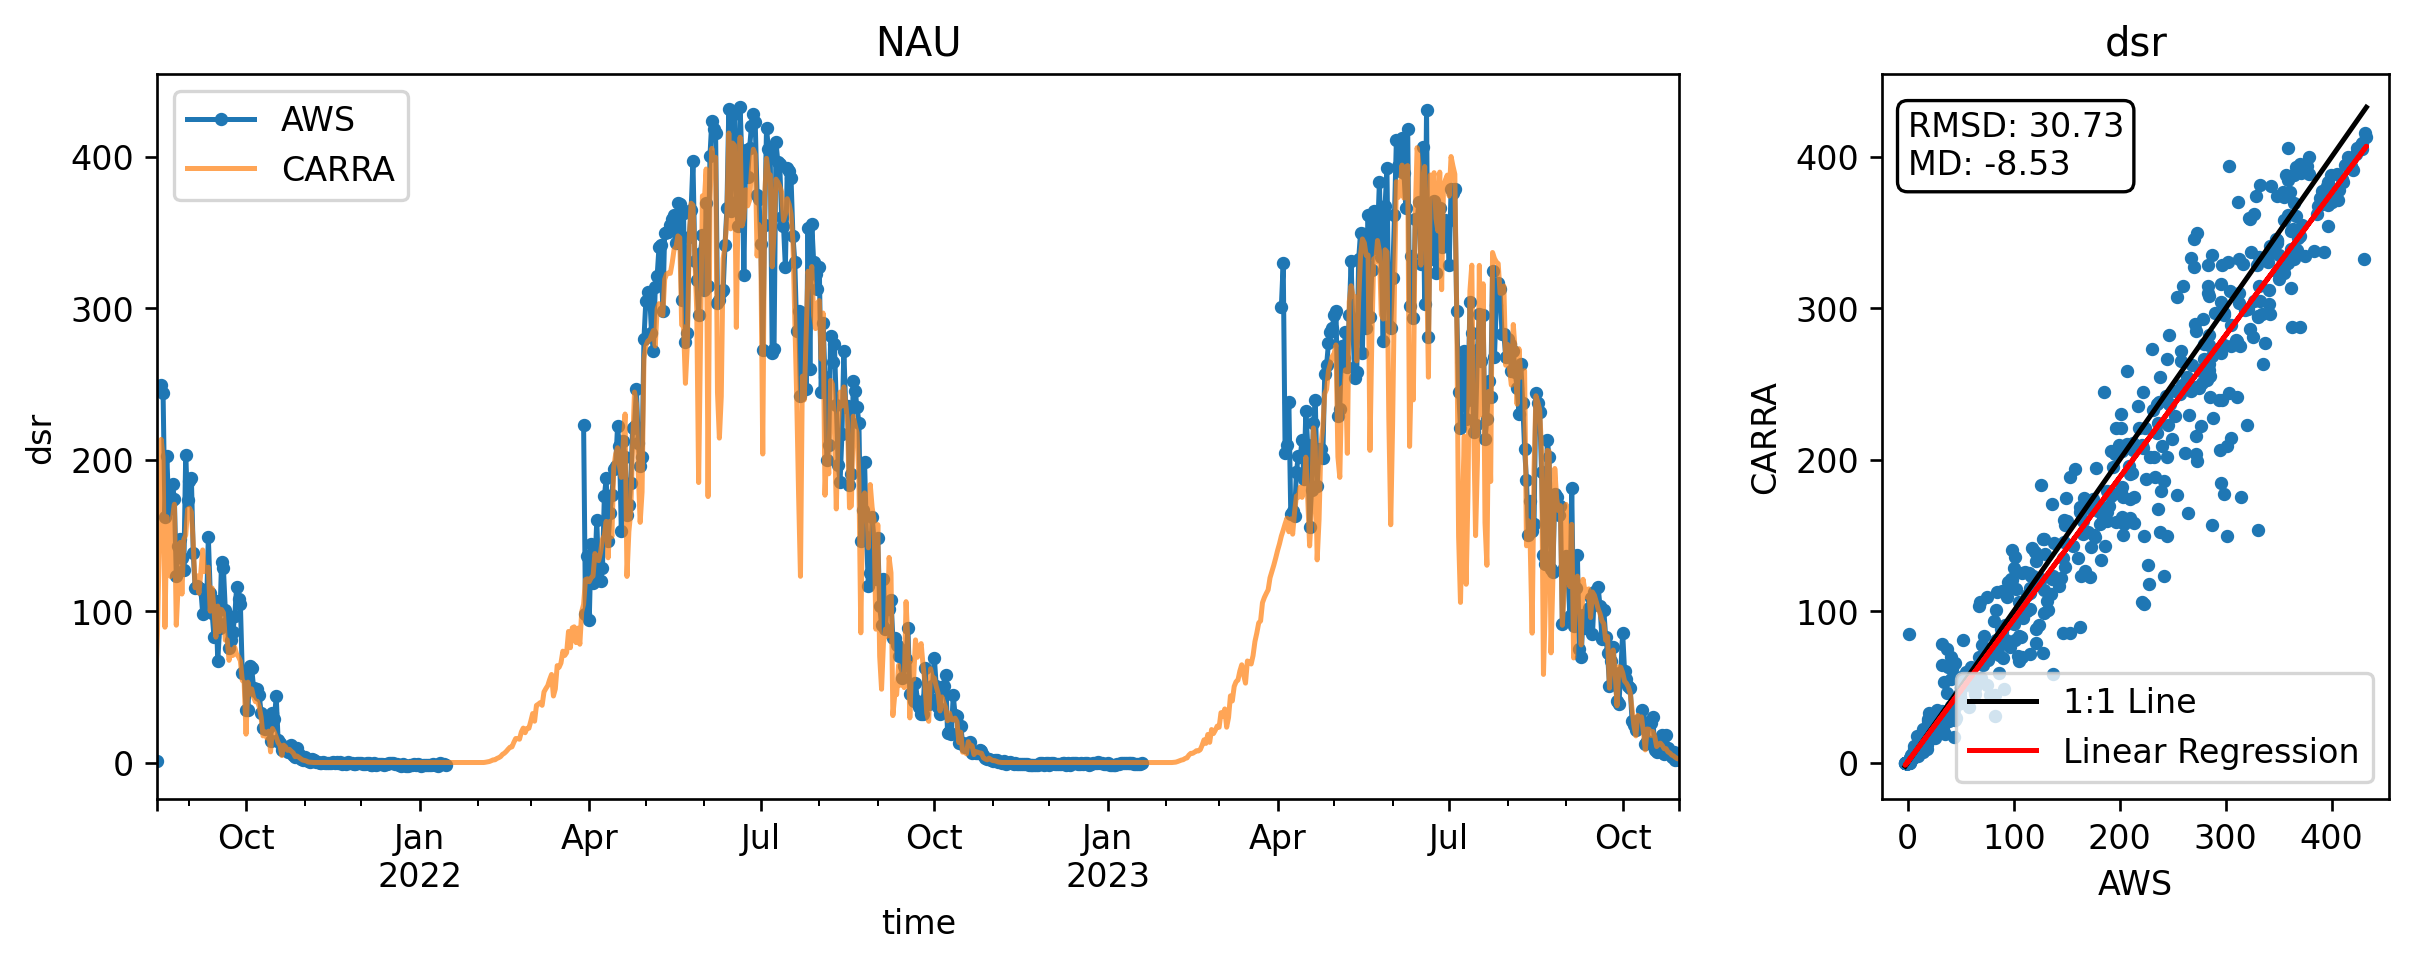 NAU
AWS
CARRA
400
300
200
100
0
dsr
Oct
Jan
2022
Apr
Jul
Oct
Jan
2023
Apr
Jul
Oct
time
dsr
RMSD: 30.73
MD: -8.53
400
300
200
100
0
CARRA
1:1 Line
Linear Regression
0
100
200
300
400
AWS